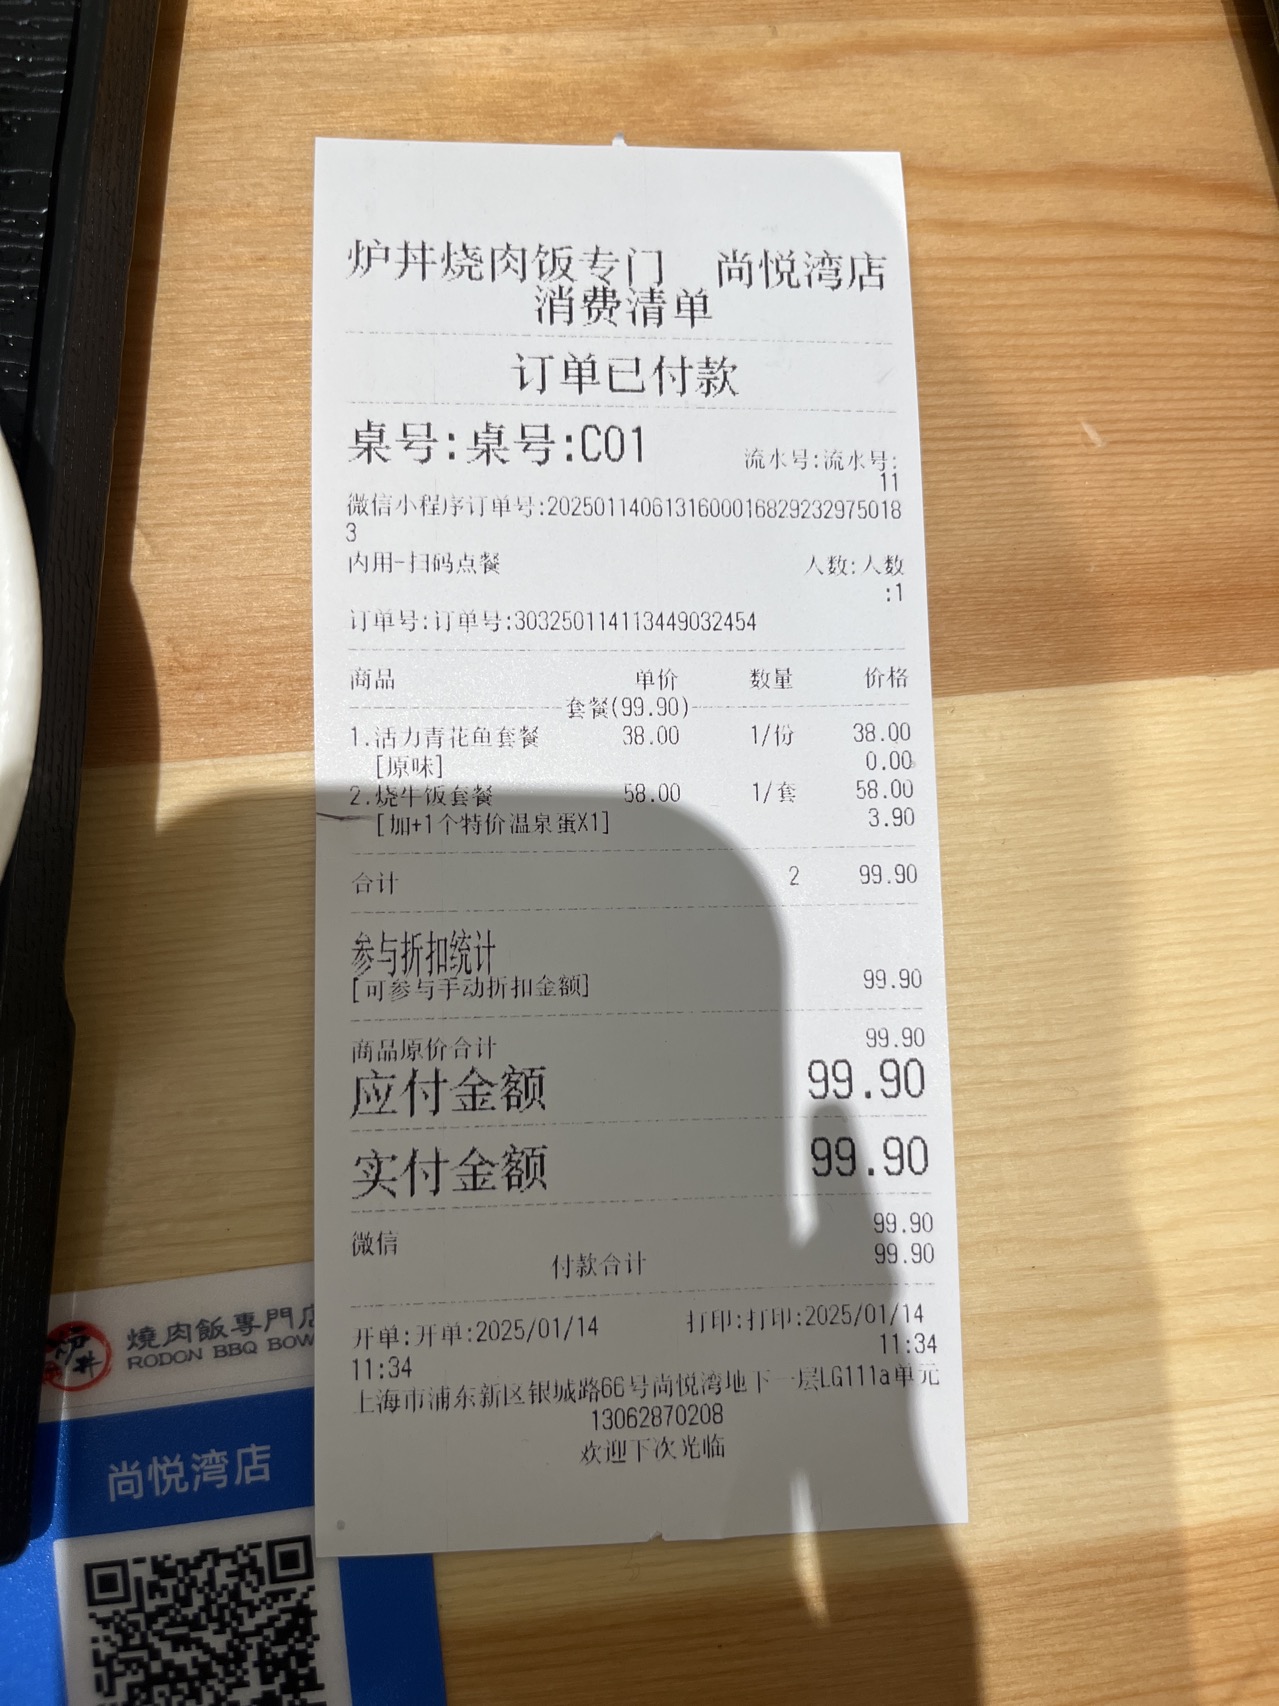 炉丼烧肉饭专门 尚悦湾店
消费清单
订单已付款
桌号:桌号:C01
流水号:流水号:
11
微信小程序订单号:2025011406131600016829232975018
3
内用-扫码点餐 人数:人数
:1
订单号:订单号:303250114113449032454
商品 单价 数量 价格
套餐(99.90)
1.活力青花鱼套餐 38.00 1/份 38.00
[原味] 0.00
2.烧牛饭套餐 58.00 1/套 58.00
[加+1个特价温泉蛋X1] 3.90
合计 2 99.90
参与折扣统计
[可参与手动折扣金额] 99.90
商品原价合计 99.90
应付金额 99.90
实付金额 99.90
微信 99.90
付款合计 99.90
开单:开单:2025/01/14 打印:打印:2025/01/14
11:34 11:34
上海市浦东新区银城路66号尚悦湾地下一层LG111a单元
13062870208
欢迎下次光临
炉丼
燒肉飯專門店
RODON BBQ BOW
尚悦湾店